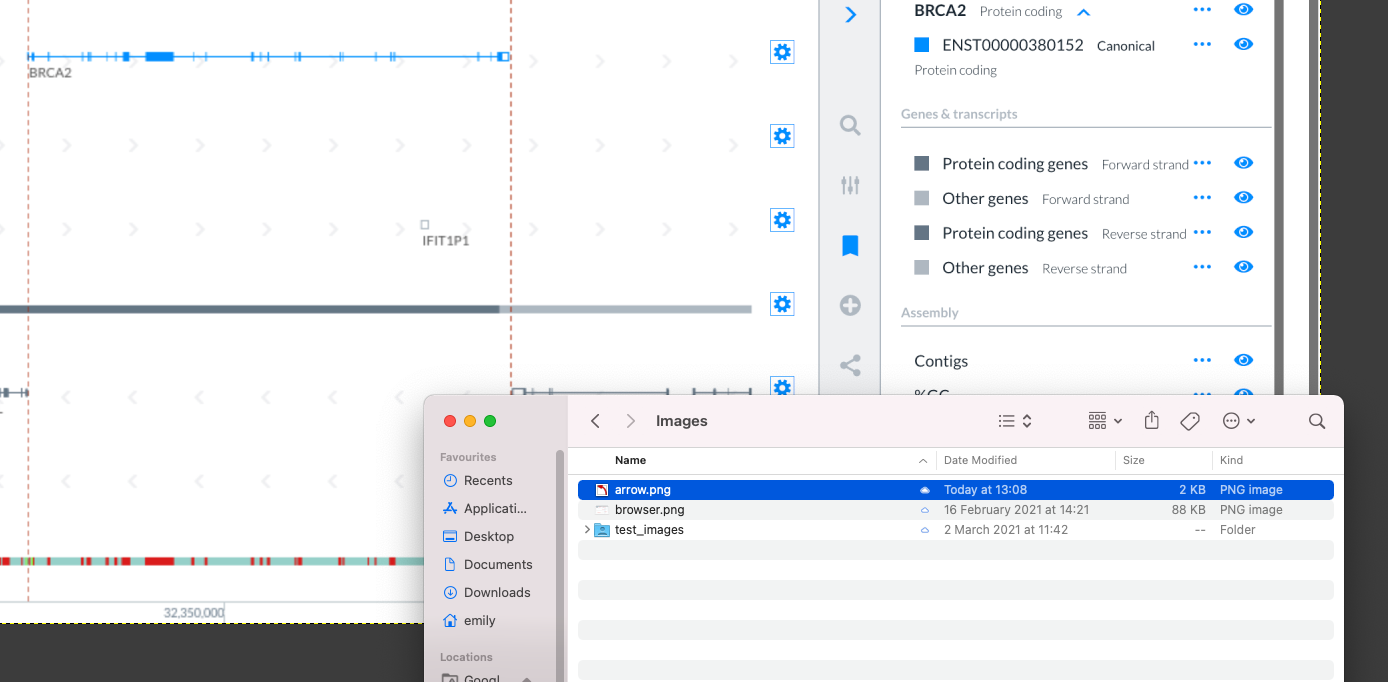 BRCA2 Protein coding
ENST00000380152 Canonical
Protein coding
BRCA2
Genes & transcripts
Protein coding genes Forward strand
Other genes Forward strand
Protein coding genes Reverse strand
Other genes Reverse strand
IFIT1P1
Assembly
Contigs
%GC
32,350,000
Images
Favourites
Recents
Applicati...
Desktop
Documents
Downloads
emily
Locations
Googl
Name Date Modified Size Kind
arrow.png Today at 13:08 2 KB PNG image
browser.png 16 February 2021 at 14:21 88 KB PNG image
test_images 2 March 2021 at 11:42 -- Folder